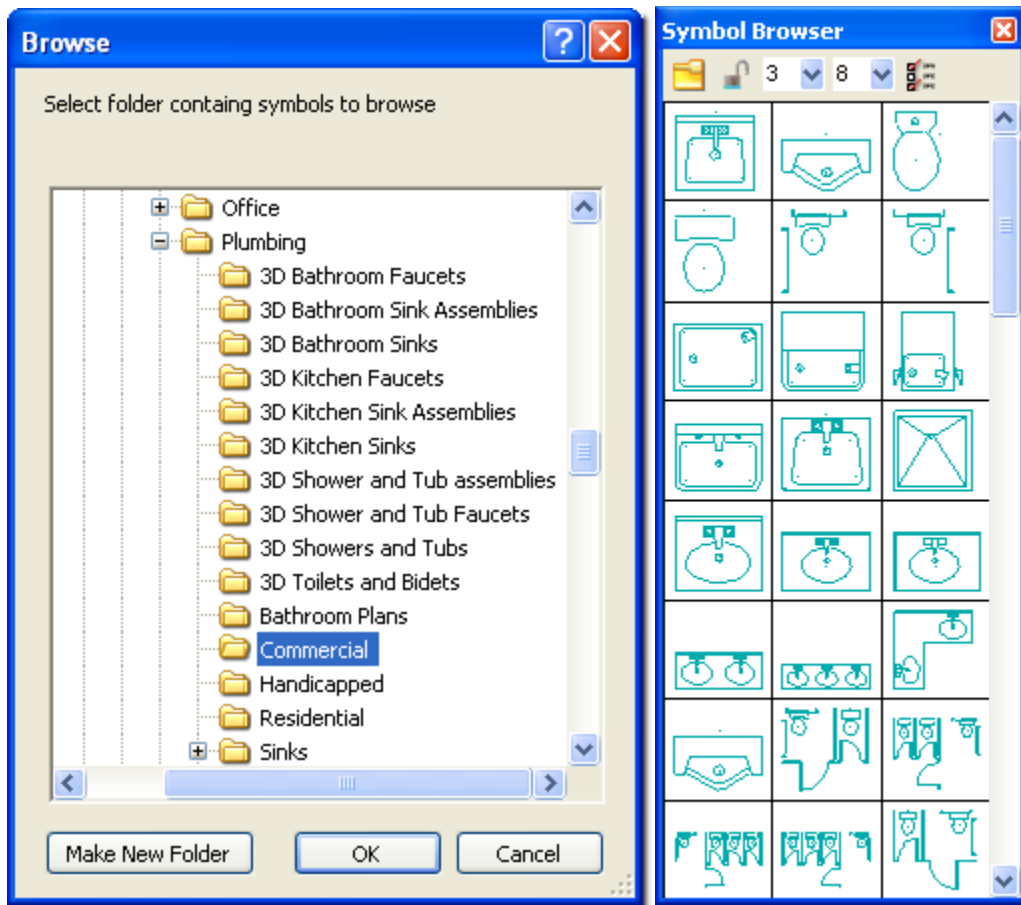 Browse
Select folder containg symbols to browse
Office
Plumbing
3D Bathroom Faucets
3D Bathroom Sink Assemblies
3D Bathroom Sinks
3D Kitchen Faucets
3D Kitchen Sink Assemblies
3D Kitchen Sinks
3D Shower and Tub assemblies
3D Shower and Tub Faucets
3D Showers and Tubs
3D Toilets and Bidets
Bathroom Plans
Commercial
Handicapped
Residential
Sinks
Make New Folder
OK
Cancel
Symbol Browser
3 8